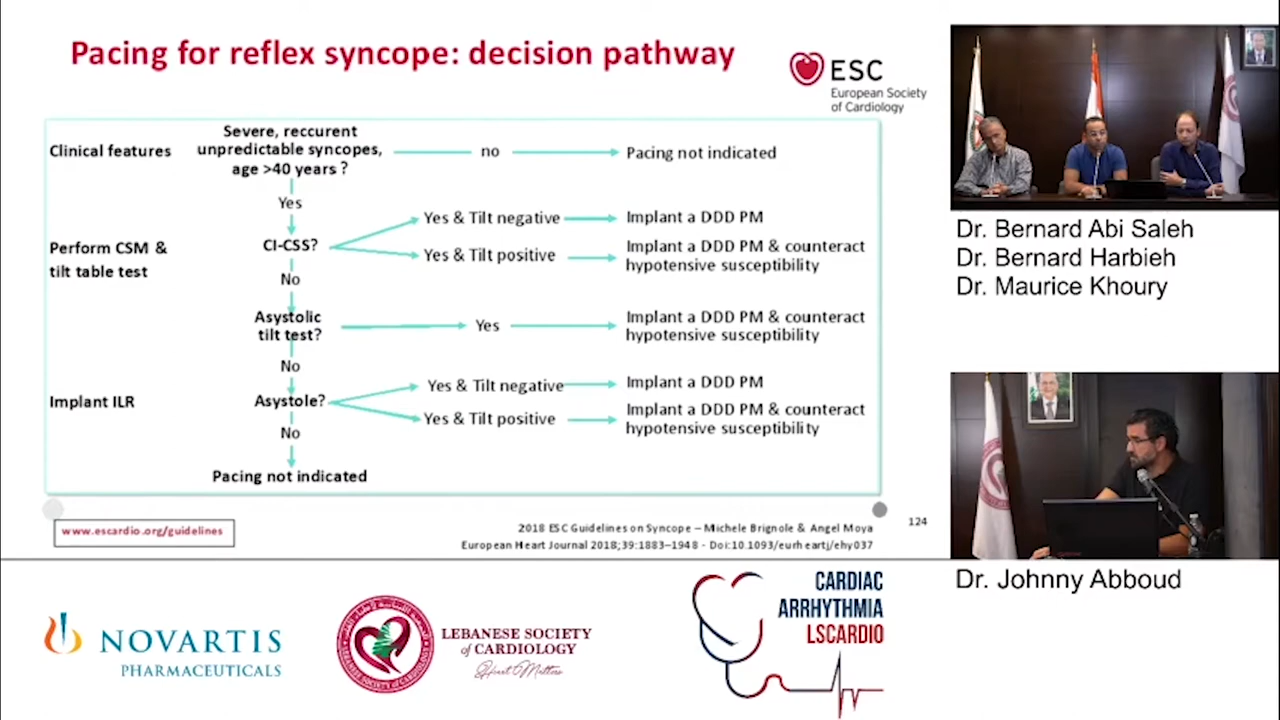 Pacing for reflex syncope: decision pathway
ESC
European Society
of Cardiology
Clinical features
Severe, reccurent
unpredictable syncopes,
age >40 years ?
no
Pacing not indicated
Yes
Perform CSM &
tilt table test
CI-CSS?
Yes & Tilt negative
Implant a DDD PM
Yes & Tilt positive
Implant a DDD PM & counteract
hypotensive susceptibility
No
Asystolic
tilt test?
Yes
Implant a DDD PM & counteract
hypotensive susceptibility
No
Implant ILR
Asystole?
Yes & Tilt negative
Implant a DDD PM
Yes & Tilt positive
Implant a DDD PM & counteract
hypotensive susceptibility
No
Pacing not indicated
www.escardio.org/guidelines
2018 ESC Guidelines on Syncope – Michele Brignole & Angel Moya
European Heart Journal 2018;39:1883–1948 - Doi:10.1093/eurheartj/ehy037
124
Dr. Bernard Abi Saleh
Dr. Bernard Harbieh
Dr. Maurice Khoury
Dr. Johnny Abboud
NOVARTIS
PHARMACEUTICALS
LEBANESE SOCIETY
of CARDIOLOGY
Heart Matters
CARDIAC
ARRHYTHMIA
LSCARDIO